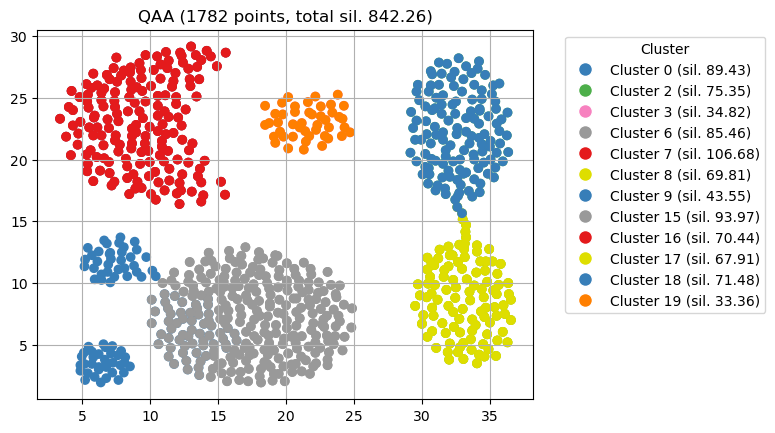 QAA (1782 points, total sil. 842.26)
30
25
20
15
10
5
5 10 15 20 25 30 35
Cluster
Cluster 0 (sil. 89.43)
Cluster 2 (sil. 75.35)
Cluster 3 (sil. 34.82)
Cluster 6 (sil. 85.46)
Cluster 7 (sil. 106.68)
Cluster 8 (sil. 69.81)
Cluster 9 (sil. 43.55)
Cluster 15 (sil. 93.97)
Cluster 16 (sil. 70.44)
Cluster 17 (sil. 67.91)
Cluster 18 (sil. 71.48)
Cluster 19 (sil. 33.36)